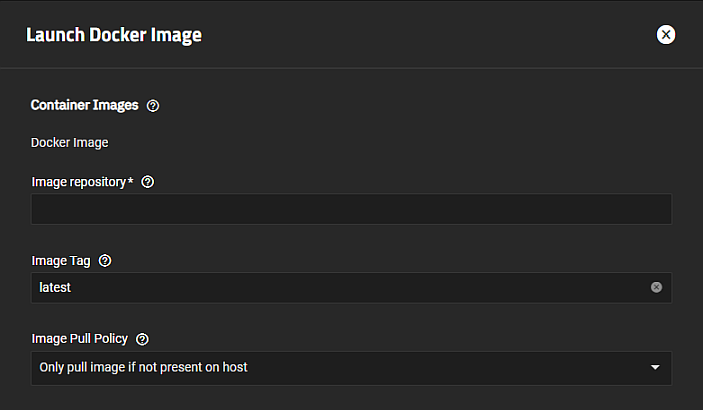 Launch Docker Image
Container Images
Docker Image
Image repository*
Image Tag
latest
Image Pull Policy
Only pull image if not present on host